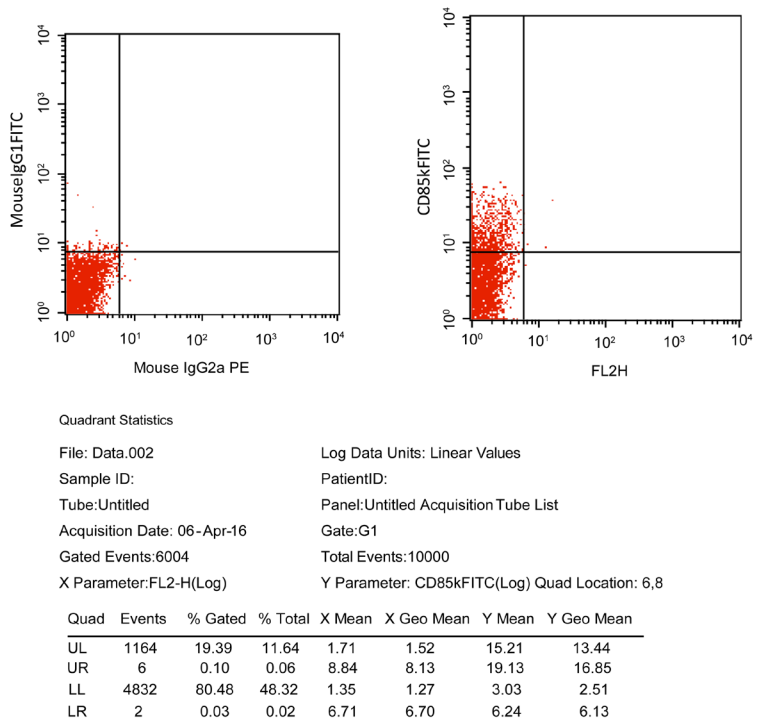 10⁴
10³
10²
10¹
10⁰
MouseIgG1FITC
10⁰ 10¹ 10² 10³ 10⁴
Mouse IgG2a PE
10⁴
10³
10²
10¹
10⁰
CD85kFITC
10⁰ 10¹ 10² 10³ 10⁴
FL2H
Quadrant Statistics
File: Data.002 Log Data Units: Linear Values
Sample ID: PatientID:
Tube:Untitled Panel:Untitled Acquisition Tube List
Acquisition Date: 06-Apr-16 Gate:G1
Gated Events:6004 Total Events:10000
X Parameter:FL2-H(Log) Y Parameter: CD85kFITC(Log) Quad Location: 6,8
Quad Events % Gated % Total X Mean X Geo Mean Y Mean Y Geo Mean
UL 1164 19.39 11.64 1.71 1.52 15.21 13.44
UR 6 0.10 0.06 8.84 8.13 19.13 16.85
LL 4832 80.48 48.32 1.35 1.27 3.03 2.51
LR 2 0.03 0.02 6.71 6.70 6.24 6.13